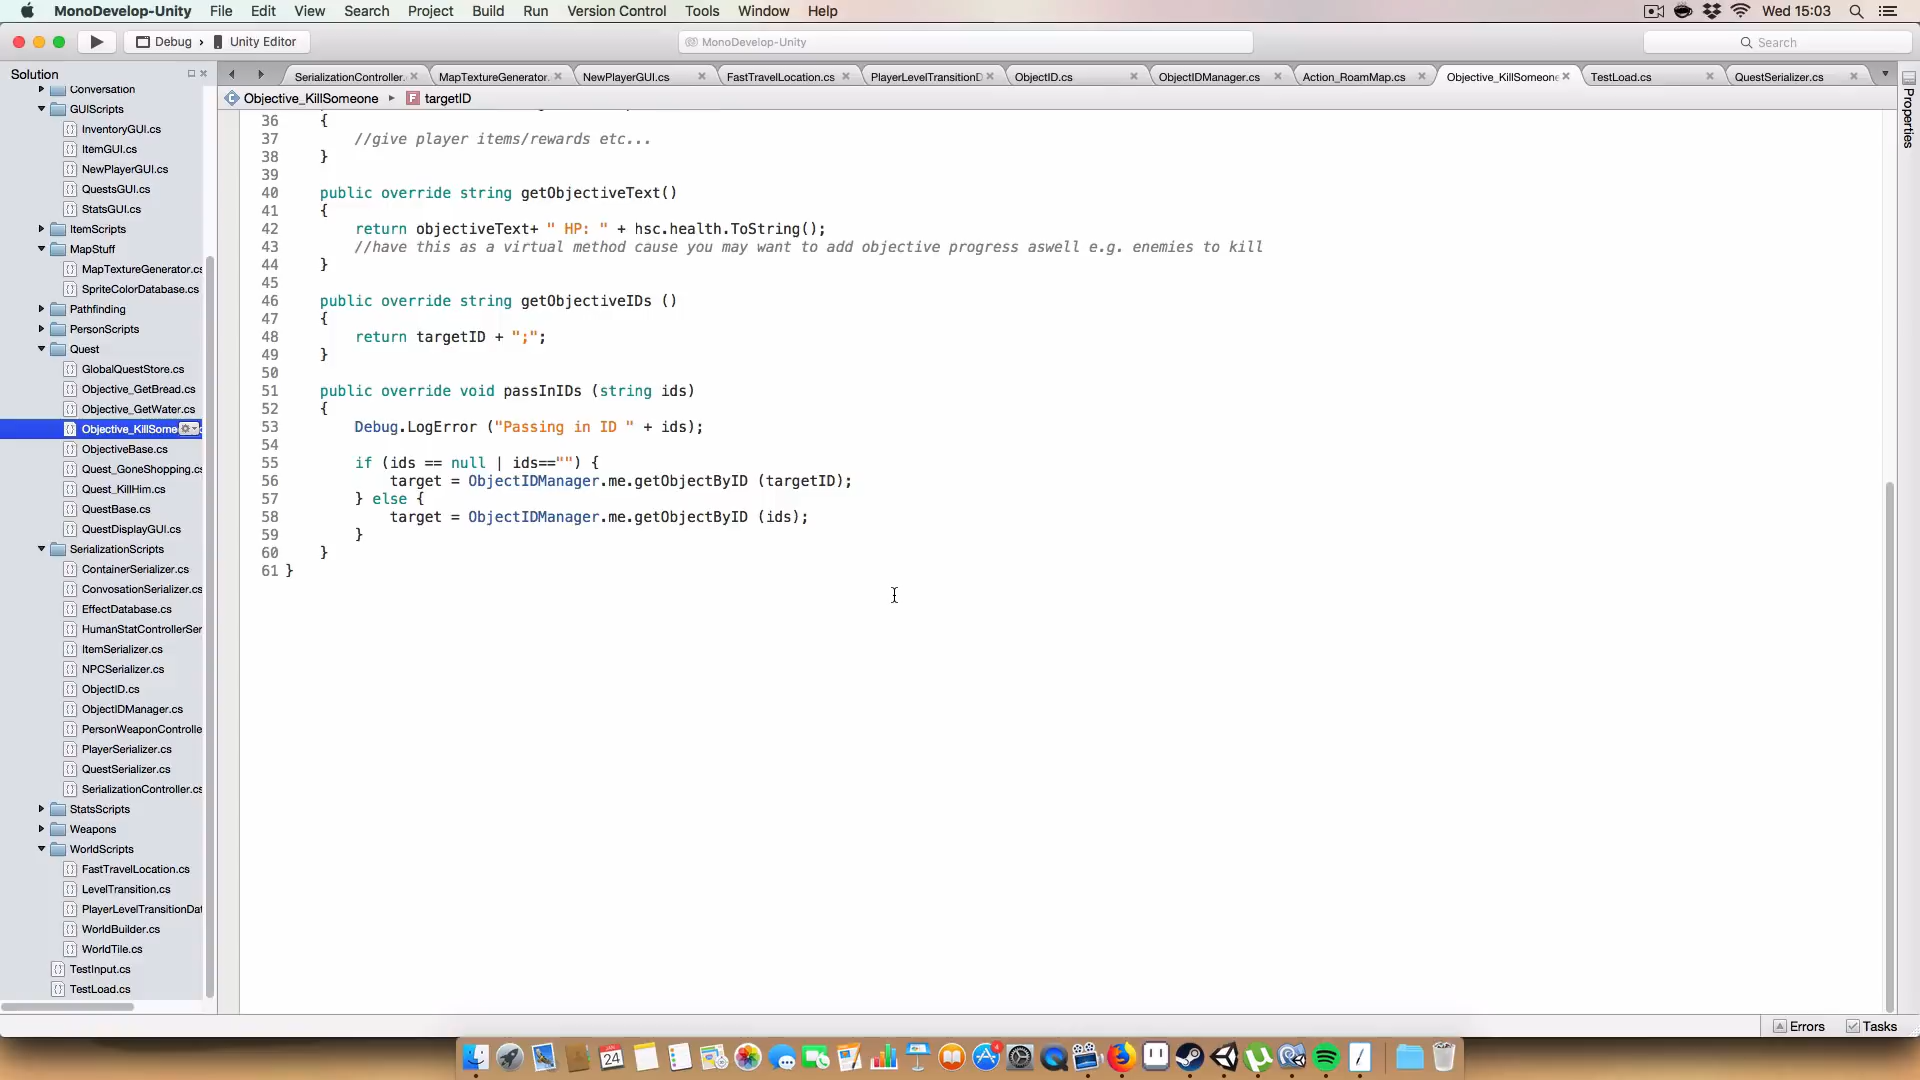 MonoDevelop-Unity File Edit View Search Project Build Run Version Control Tools Window Help Wed 15:03
Debug › Unity Editor MonoDevelop-Unity Search
Solution
Conversation
GUIScripts
InventoryGUI.cs
ItemGUI.cs
NewPlayerGUI.cs
QuestsGUI.cs
StatsGUI.cs
ItemScripts
MapStuff
MapTextureGenerator.cs
SpriteColorDatabase.cs
Pathfinding
PersonScripts
Quest
GlobalQuestStore.cs
Objective_GetBread.cs
Objective_GetWater.cs
Objective_KillSome
ObjectiveBase.cs
Quest_GoneShopping.cs
Quest_KillHim.cs
QuestBase.cs
QuestDisplayGUI.cs
SerializationScripts
ContainerSerializer.cs
ConvosationSerializer.cs
EffectDatabase.cs
HumanStatControllerSer
ItemSerializer.cs
NPCSerializer.cs
ObjectID.cs
ObjectIDManager.cs
PersonWeaponControlle
PlayerSerializer.cs
QuestSerializer.cs
SerializationController.cs
StatsScripts
Weapons
WorldScripts
FastTravelLocation.cs
LevelTransition.cs
PlayerLevelTransitionDat
WorldBuilder.cs
WorldTile.cs
TestInput.cs
TestLoad.cs
SerializationController. MapTextureGenerator. NewPlayerGUI.cs FastTravelLocation.cs PlayerLevelTransitionD ObjectID.cs ObjectIDManager.cs Action_RoamMap.cs Objective_KillSomeone TestLoad.cs QuestSerializer.cs
Objective_KillSomeone targetID
36 {
37 //give player items/rewards etc...
38 }
39
40 public override string getObjectiveText()
41 {
42 return objectiveText+ " HP: " + hsc.health.ToString();
43 //have this as a virtual method cause you may want to add objective progress aswell e.g. enemies to kill
44 }
45
46 public override string getObjectiveIDs ()
47 {
48 return targetID + ";";
49 }
50
51 public override void passInIDs (string ids)
52 {
53 Debug.LogError ("Passing in ID " + ids);
54
55 if (ids == null | ids=="") {
56 target = ObjectIDManager.me.getObjectByID (targetID);
57 } else {
58 target = ObjectIDManager.me.getObjectByID (ids);
59 }
60 }
61 }
Properties
Errors Tasks
JAN
24